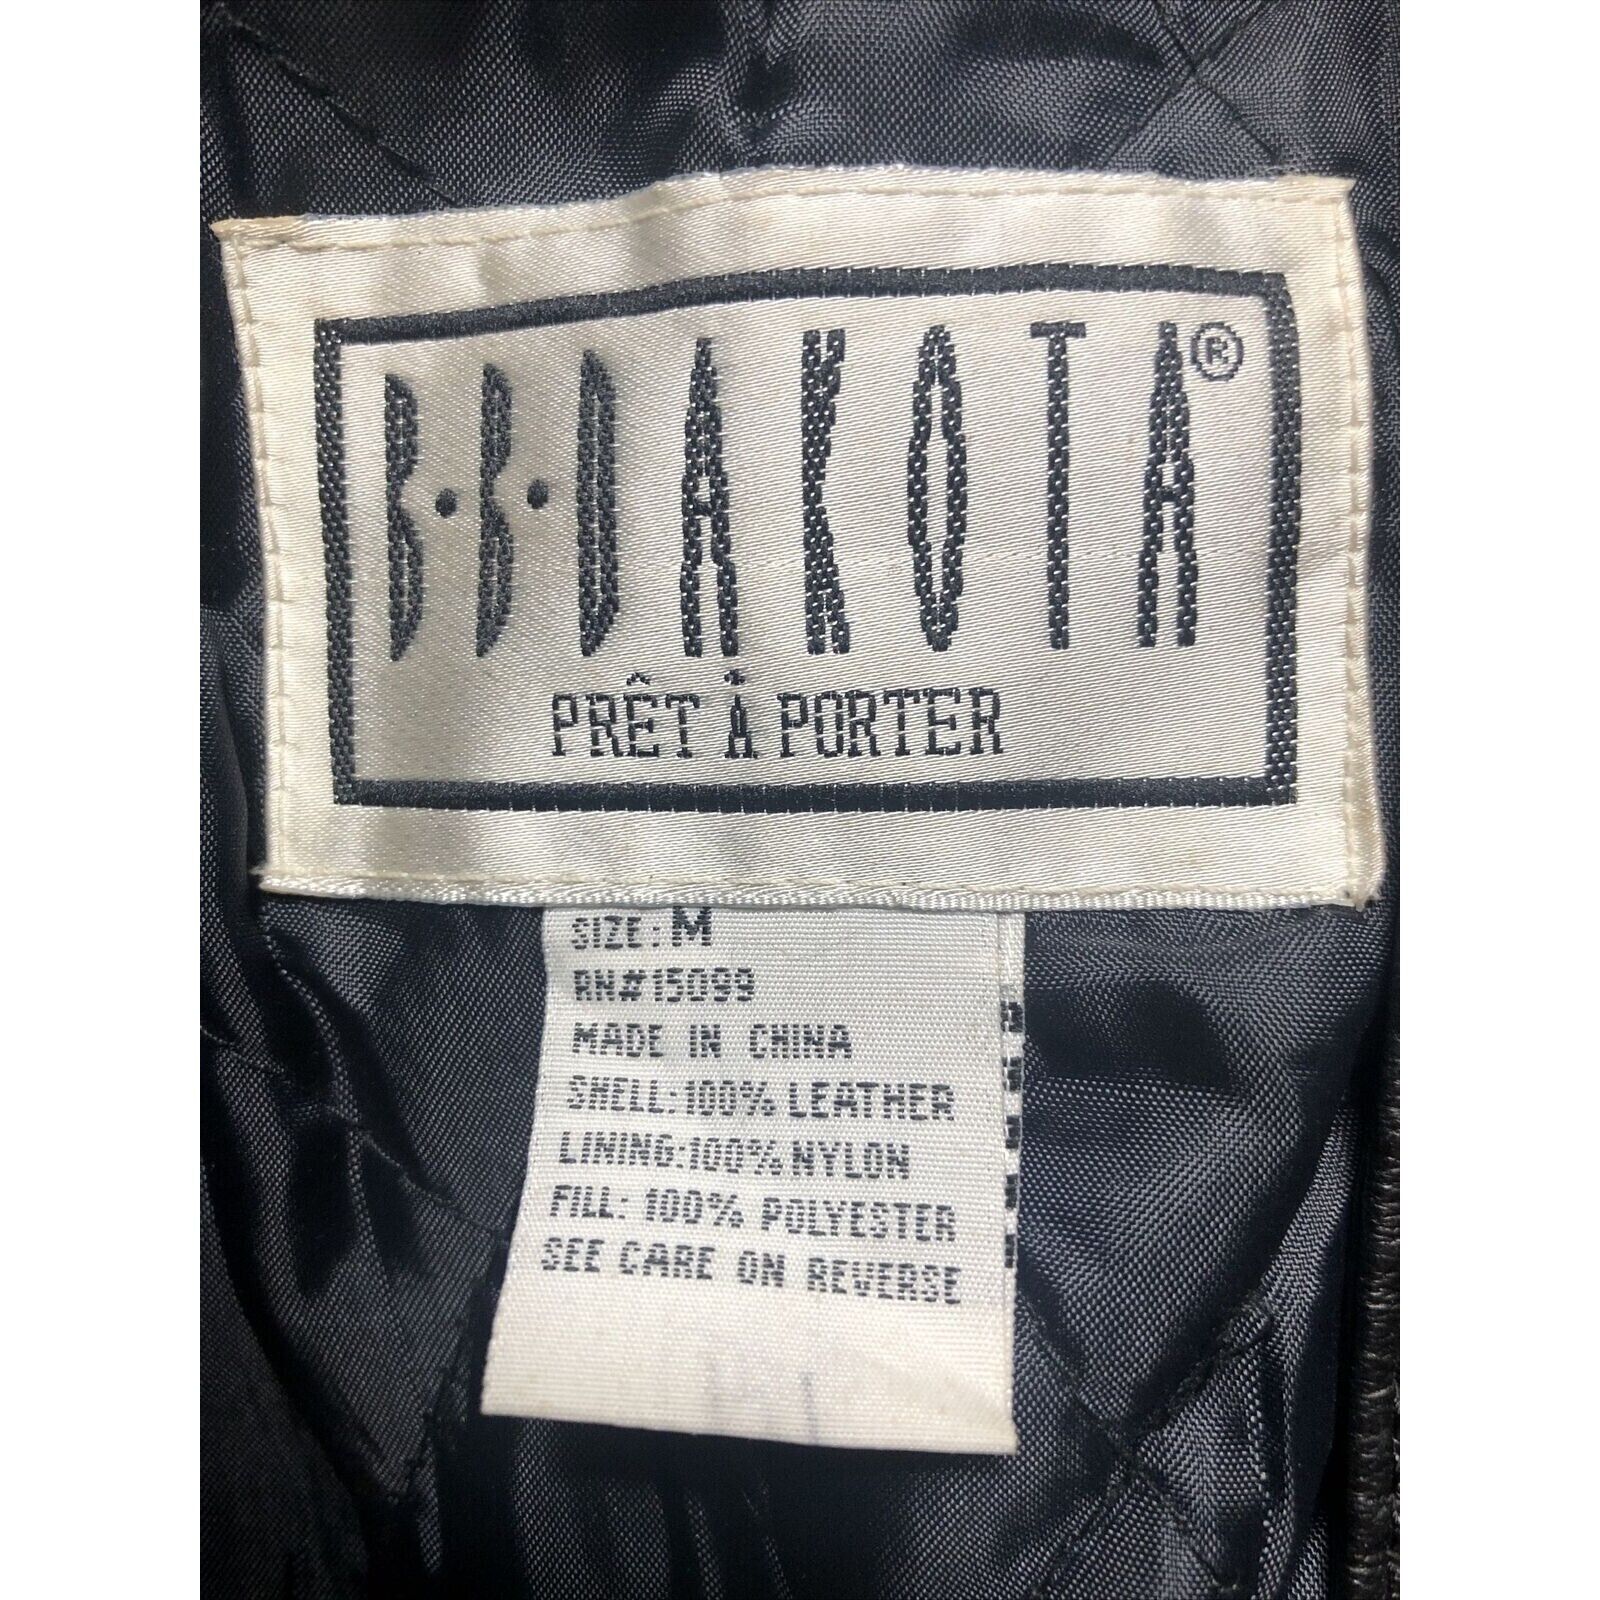 B·B·DAKOTA®
PRÊT À PORTER
SIZE: M
RN#15099
MADE IN CHINA
SHELL: 100% LEATHER
LINING: 100% NYLON
FILL: 100% POLYESTER
SEE CARE ON REVERSE